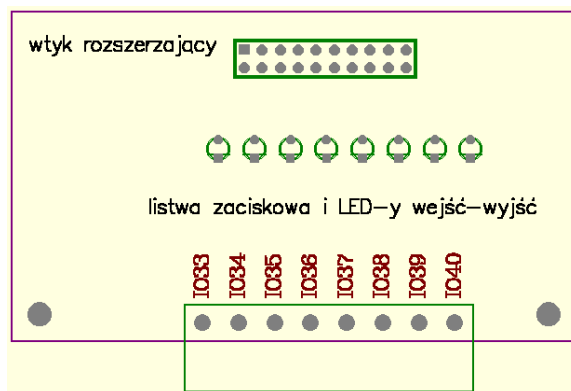 wtyk rozszerzający
listwa zaciskowa i LED-y wejść-wyjść
IO33 IO34 IO35 IO36 IO37 IO38 IO39 IO40